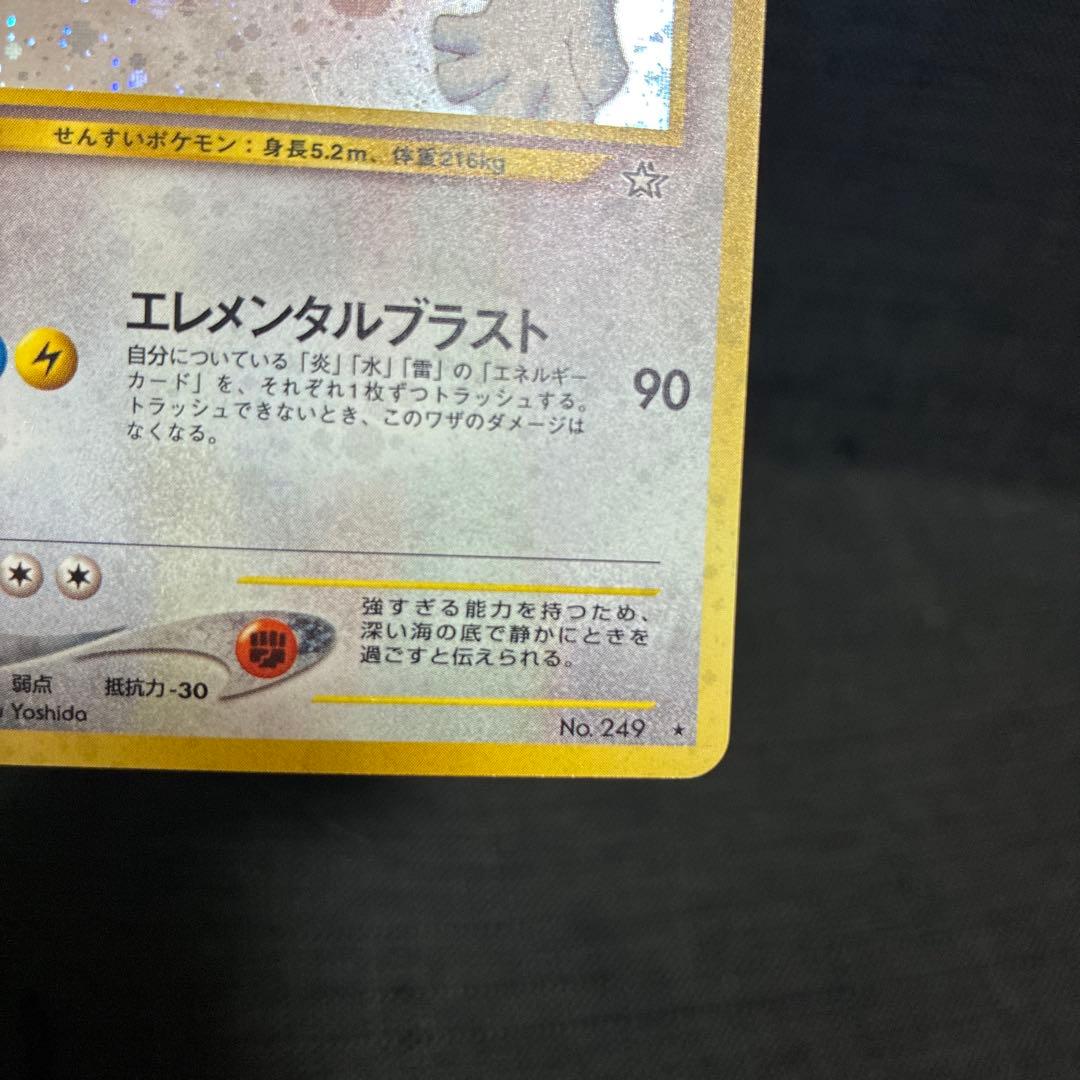 せんすいポケモン：身長5.2m、体重216kg
エレメンタルブラスト
自分についている「炎」「水」「雷」の「エネルギー
カード」を、それぞれ1枚ずつトラッシュする。
トラッシュできないとき、このワザのダメージは
なくなる。
90
強すぎる能力を持つため、
深い海の底で静かにときを
過ごすと伝えられる。
弱点
抵抗力-30
Yoshida
No. 249